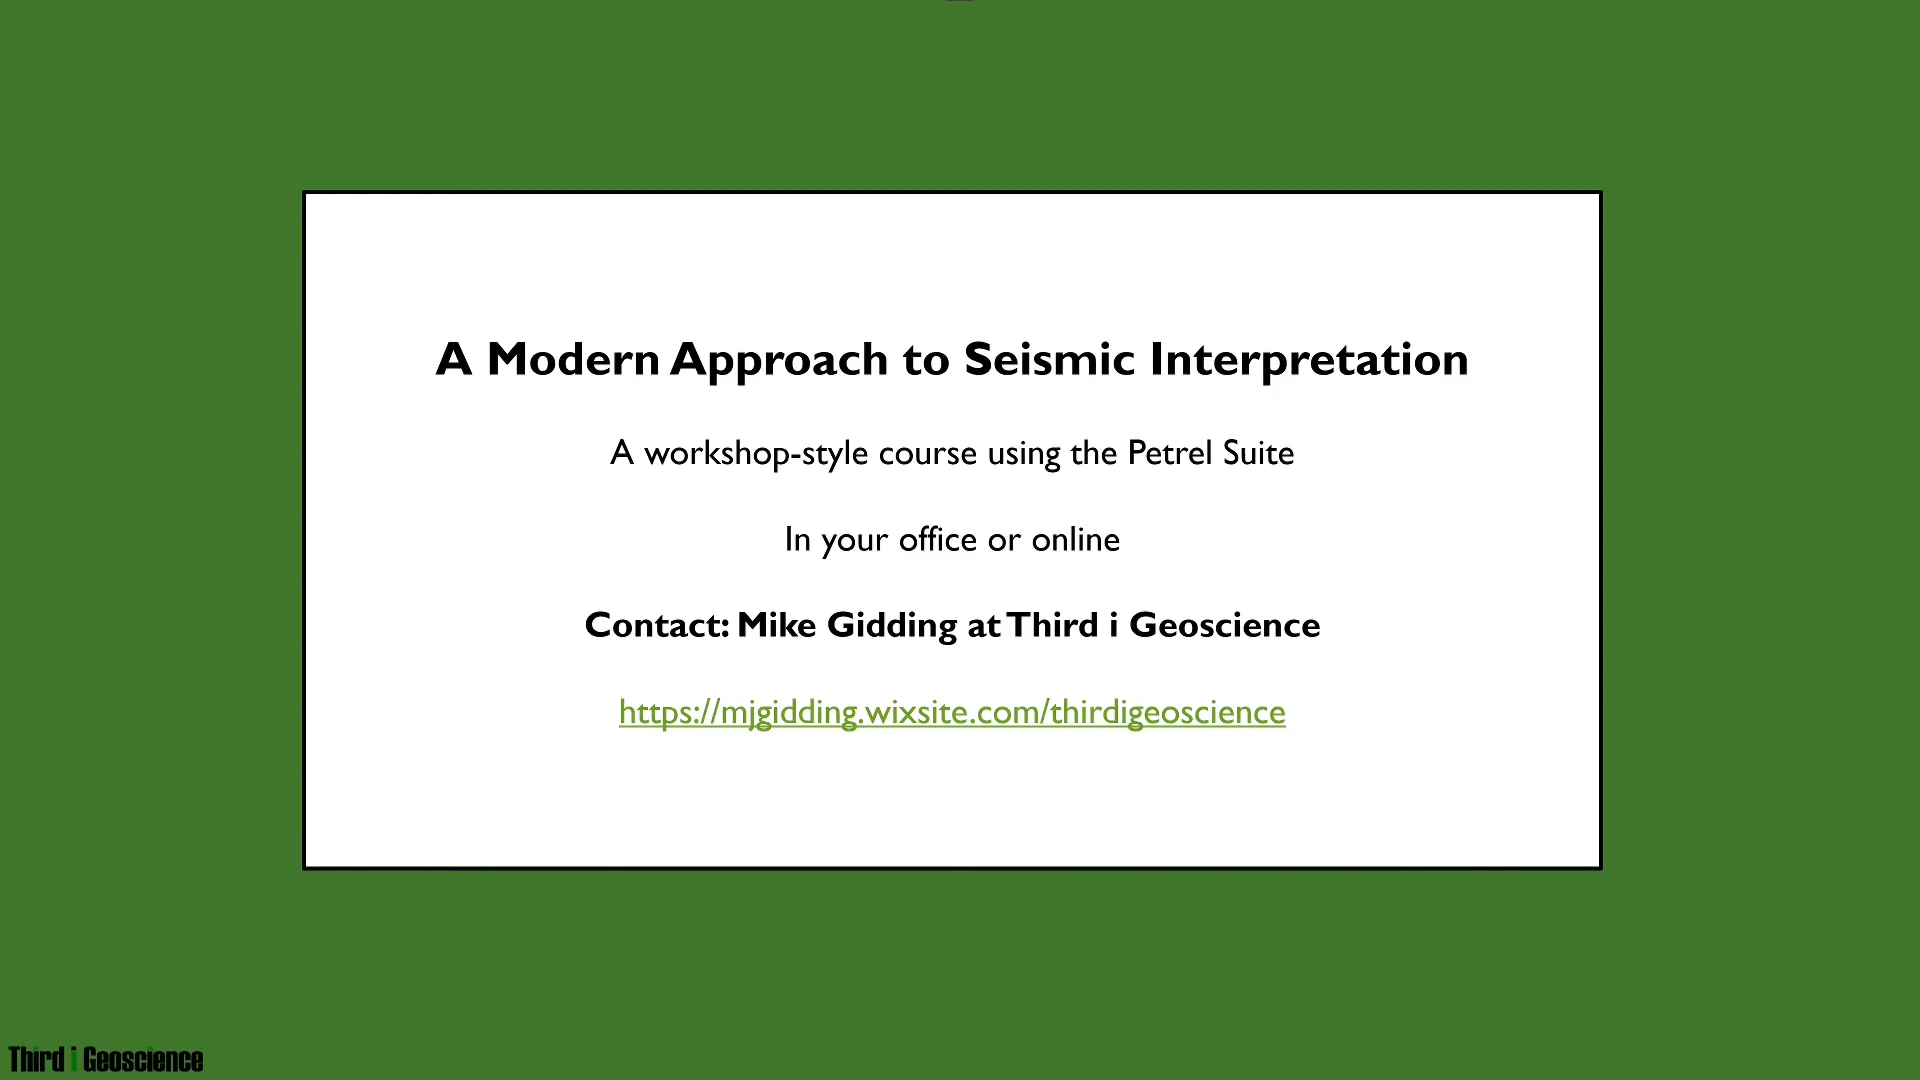 A Modern Approach to Seismic Interpretation
A workshop-style course using the Petrel Suite
In your office or online
Contact: Mike Gidding at Third i Geoscience
https://mjgidding.wixsite.com/thirdigeoscience
Third i Geoscience